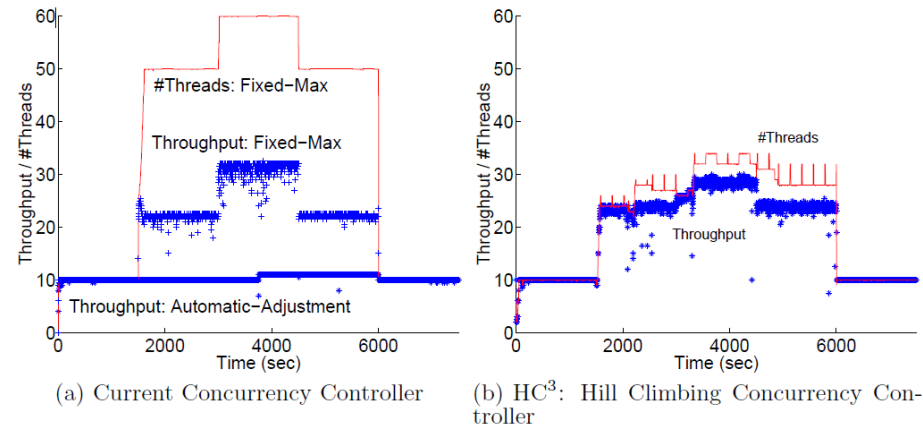 60
50
40
30
20
10
0
Throughput / #Threads
#Threads: Fixed−Max
Throughput: Fixed−Max
Throughput: Automatic−Adjustment
0
2000
4000
6000
Time (sec)
(a) Current Concurrency Controller
60
50
40
30
20
10
0
Throughput / #Threads
#Threads
Throughput
0
2000
4000
6000
Time (sec)
(b) HC³: Hill Climbing Concurrency Con-
troller